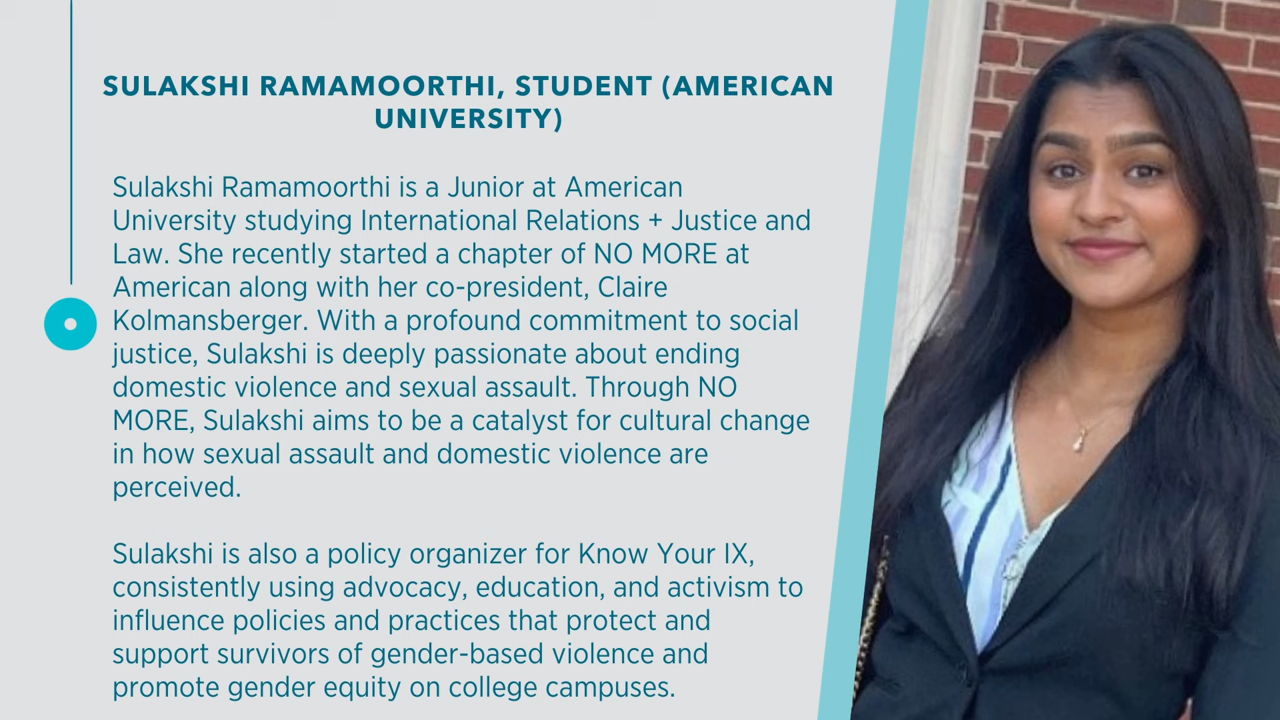 SULAKSHI RAMAMOORTHI, STUDENT (AMERICAN
UNIVERSITY)
Sulakshi Ramamoorthi is a Junior at American
University studying International Relations + Justice and
Law. She recently started a chapter of NO MORE at
American along with her co-president, Claire
Kolmansberger. With a profound commitment to social
justice, Sulakshi is deeply passionate about ending
domestic violence and sexual assault. Through NO
MORE, Sulakshi aims to be a catalyst for cultural change
in how sexual assault and domestic violence are
perceived.
Sulakshi is also a policy organizer for Know Your IX,
consistently using advocacy, education, and activism to
influence policies and practices that protect and
support survivors of gender-based violence and
promote gender equity on college campuses.